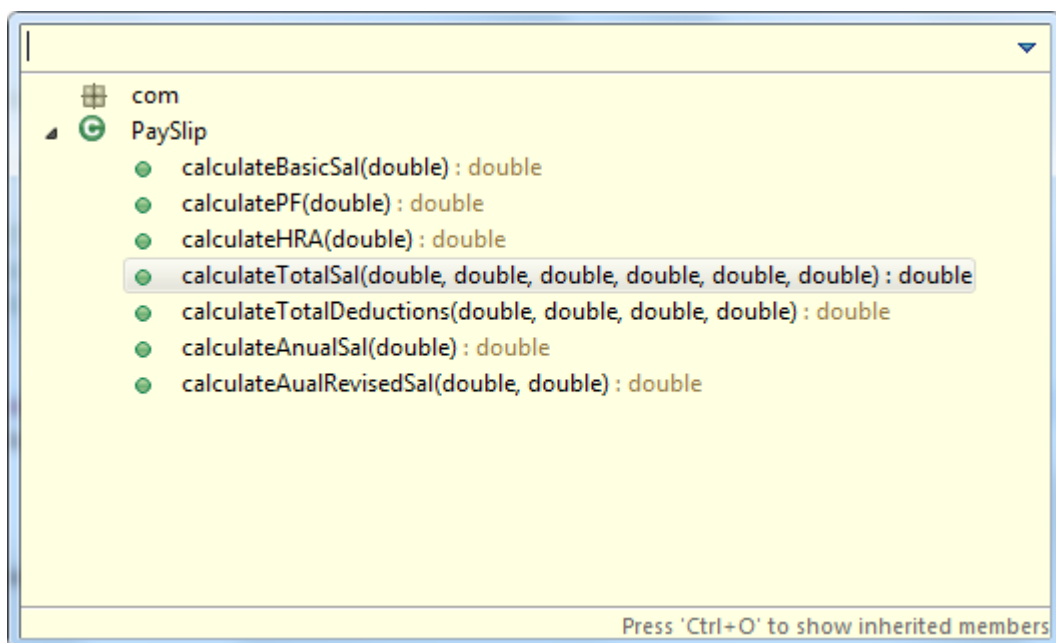 com
PaySlip
calculateBasicSal(double) : double
calculatePF(double) : double
calculateHRA(double) : double
calculateTotalSal(double, double, double, double, double, double) : double
calculateTotalDeductions(double, double, double, double) : double
calculateAnualSal(double) : double
calculateAualRevisedSal(double, double) : double
Press 'Ctrl+O' to show inherited members